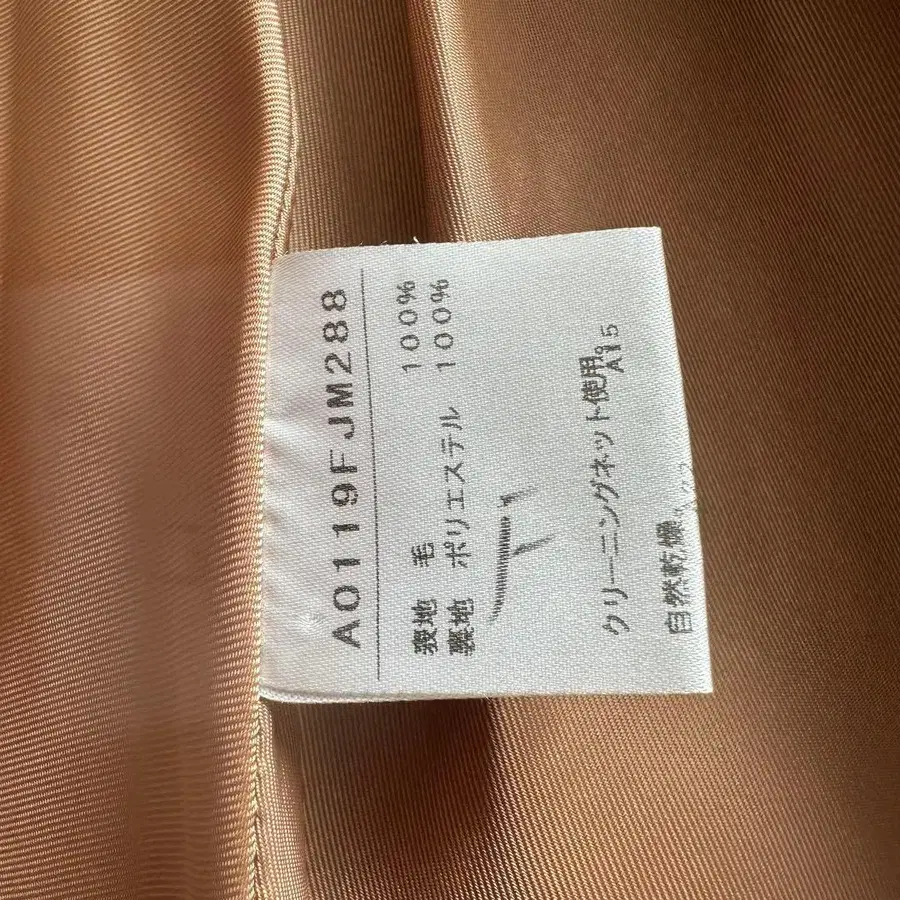 A0119FJM288
表地 毛 100%
裏地 ポリエステル 100%
クリーニングネット使用。
A15
自然乾燥。